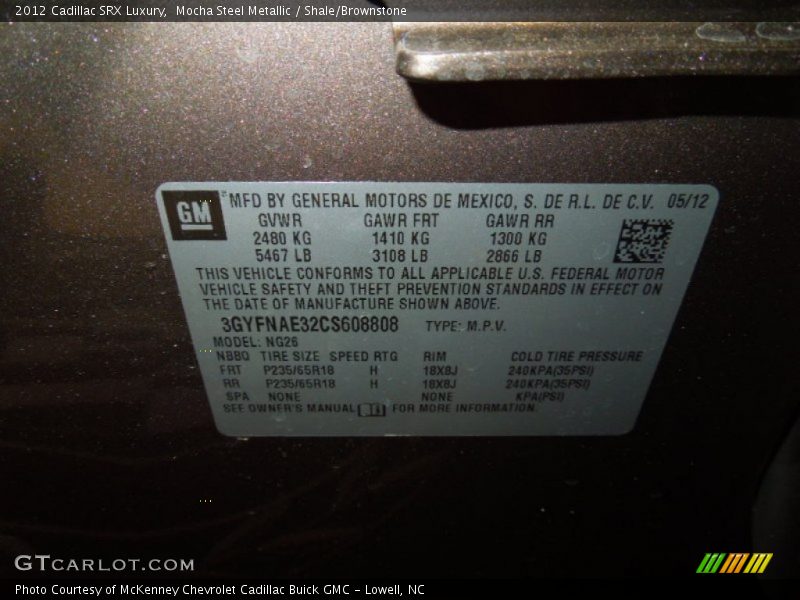 2012 Cadillac SRX Luxury,  Mocha Steel Metallic / Shale/Brownstone
GM MFD BY GENERAL MOTORS DE MEXICO, S. DE R.L. DE C.V. 05/12
GVWR GAWR FRT GAWR RR
2480 KG 1410 KG 1300 KG
5467 LB 3108 LB 2866 LB
THIS VEHICLE CONFORMS TO ALL APPLICABLE U.S. FEDERAL MOTOR
VEHICLE SAFETY AND THEFT PREVENTION STANDARDS IN EFFECT ON
THE DATE OF MANUFACTURE SHOWN ABOVE.
3GYFNAE32CS608808 TYPE: M.P.V.
MODEL: NG26
NBBQ TIRE SIZE SPEED RTG RIM COLD TIRE PRESSURE
FRT P235/65R18 H 18X8J 240KPA(35PSI)
RR P235/65R18 H 18X8J 240KPA(35PSI)
SPA NONE NONE KPA(PSI)
SEE OWNER'S MANUAL FOR MORE INFORMATION.
GTCARLOT.COM
Photo Courtesy of McKenney Chevrolet Cadillac Buick GMC - Lowell, NC